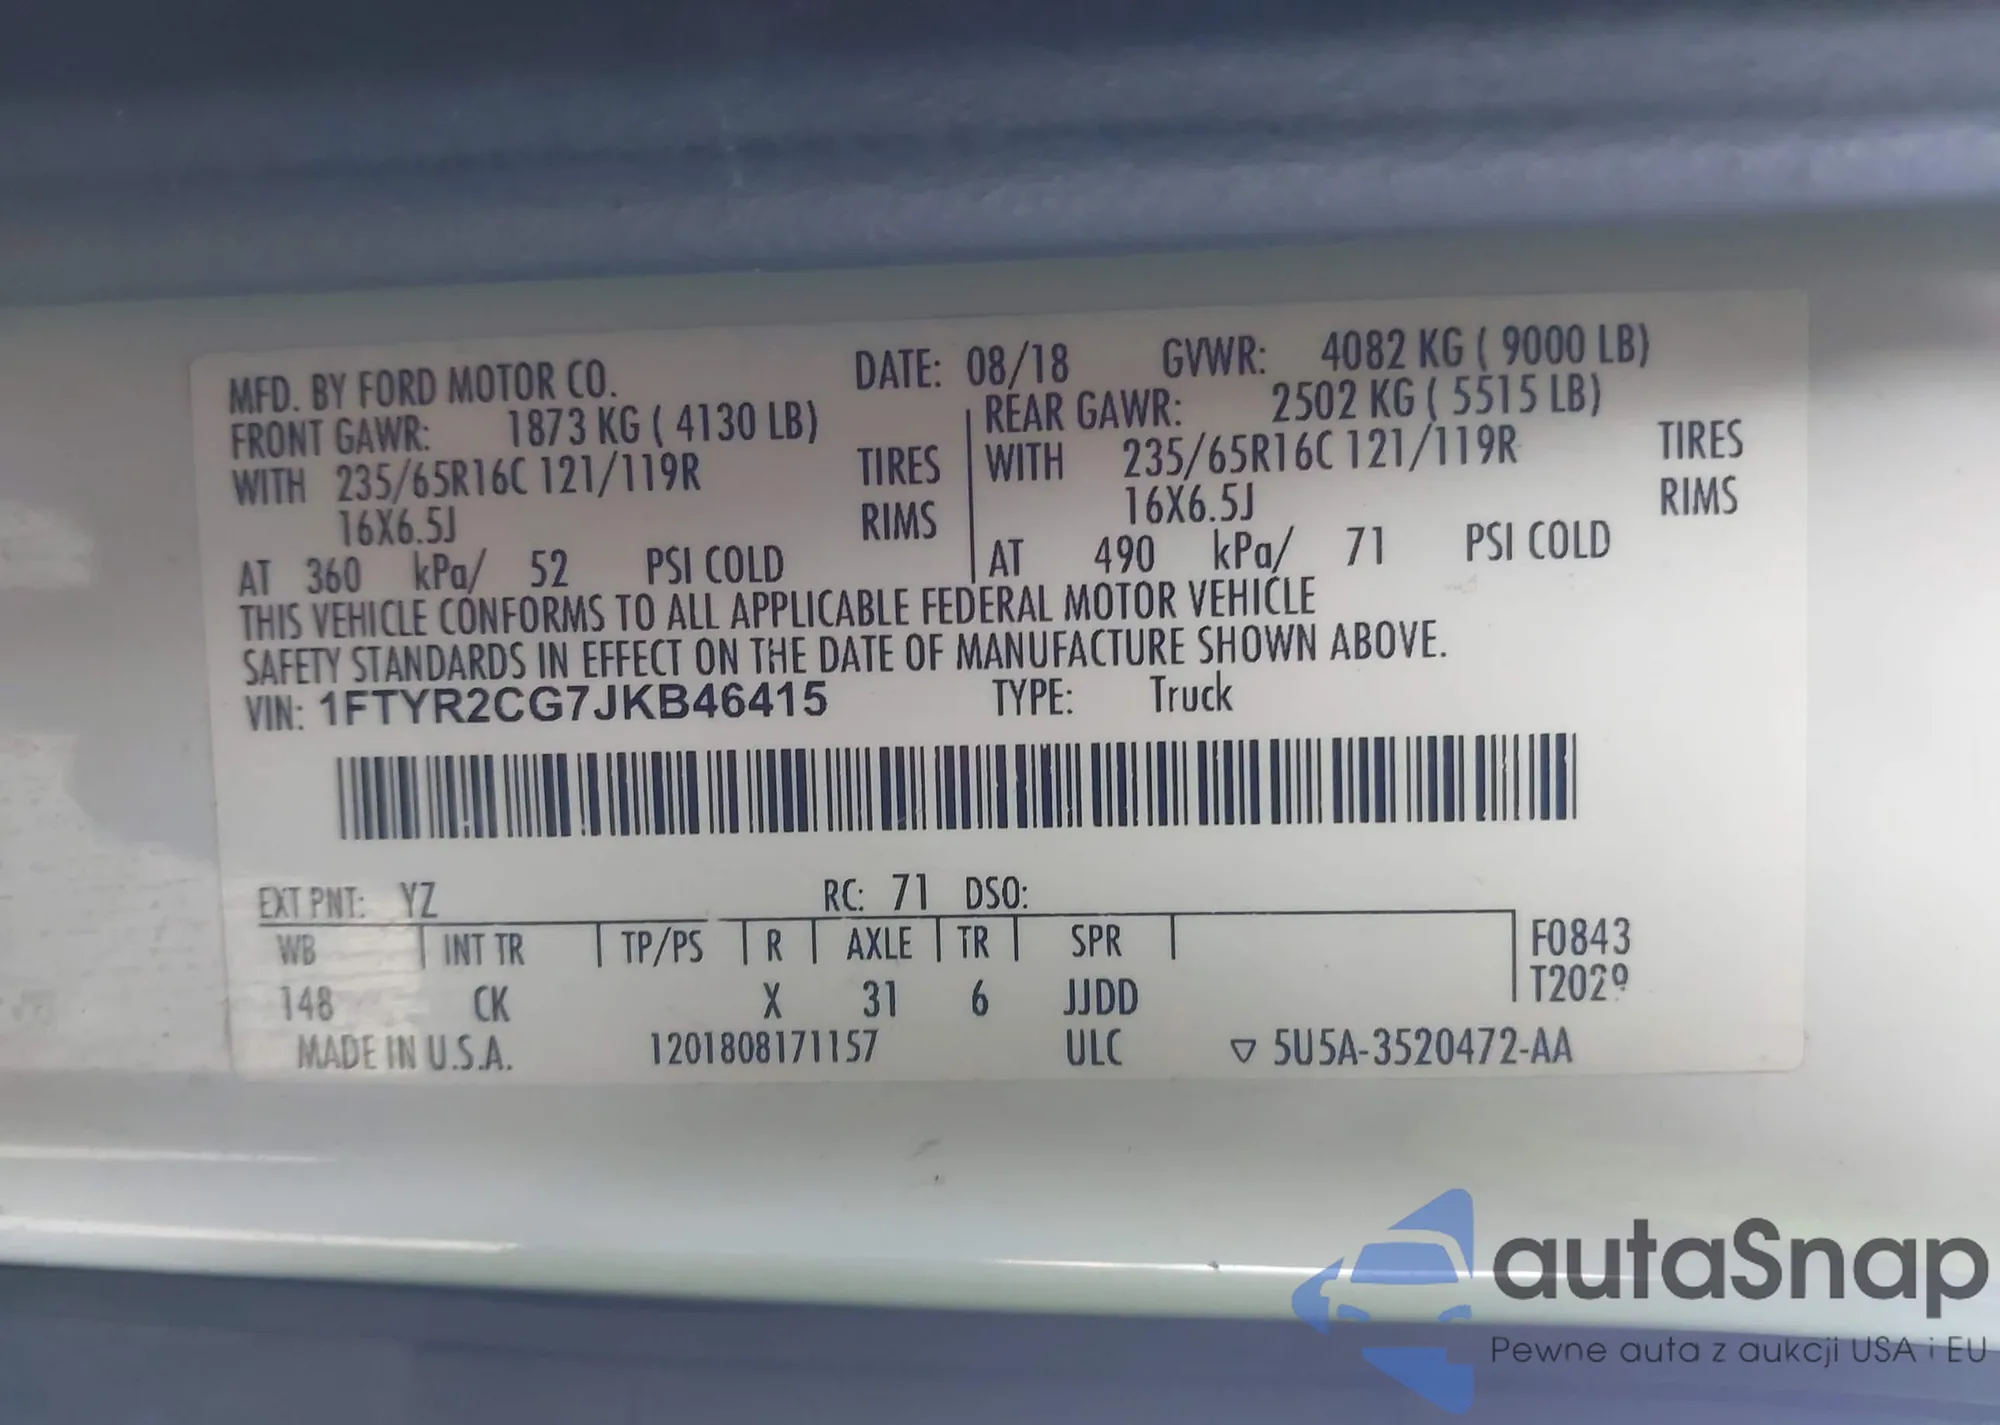 MFD. BY FORD MOTOR CO. DATE: 08/18 GVWR: 4082 KG ( 9000 LB)
FRONT GAWR: 1873 KG ( 4130 LB) REAR GAWR: 2502 KG ( 5515 LB)
WITH 235/65R16C 121/119R TIRES WITH 235/65R16C 121/119R TIRES
16X6.5J RIMS 16X6.5J RIMS
AT 360 kPa/ 52 PSI COLD AT 490 kPa/ 71 PSI COLD
THIS VEHICLE CONFORMS TO ALL APPLICABLE FEDERAL MOTOR VEHICLE
SAFETY STANDARDS IN EFFECT ON THE DATE OF MANUFACTURE SHOWN ABOVE.
VIN: 1FTYR2CG7JKB46415 TYPE: Truck
EXT PNT: YZ RC: 71 DSO:
WB INT TR TP/PS R AXLE TR SPR F0843
T2029
148 CK X 31 6 JJDD
MADE IN U.S.A. 1201808171157 ULC ▽ 5U5A-3520472-AA
autaSnap
Pewne auta z aukcji USA i EU